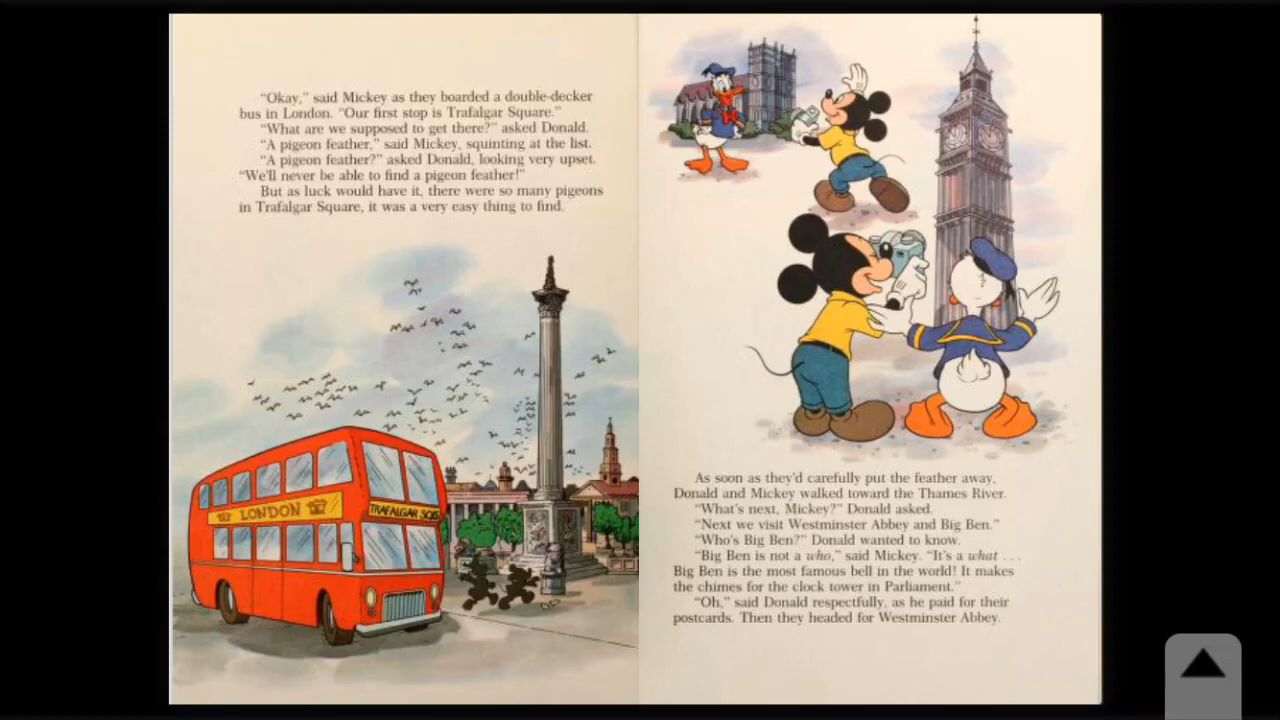 “Okay,” said Mickey as they boarded a double-decker
bus in London. “Our first stop is Trafalgar Square.”
“What are we supposed to get there?” asked Donald.
“A pigeon feather,” said Mickey, squinting at the list.
“A pigeon feather?” asked Donald, looking very upset.
“We'll never be able to find a pigeon feather!”
But as luck would have it, there were so many pigeons
in Trafalgar Square, it was a very easy thing to find.
LONDON
TRAFALGAR SQ
As soon as they'd carefully put the feather away,
Donald and Mickey walked toward the Thames River.
“What's next, Mickey?” Donald asked.
“Next we visit Westminster Abbey and Big Ben.”
“Who's Big Ben?” Donald wanted to know.
“Big Ben is not a who,” said Mickey. “It's a what . . .
Big Ben is the most famous bell in the world! It makes
the chimes for the clock tower in Parliament.”
“Oh,” said Donald respectfully, as he paid for their
postcards. Then they headed for Westminster Abbey.